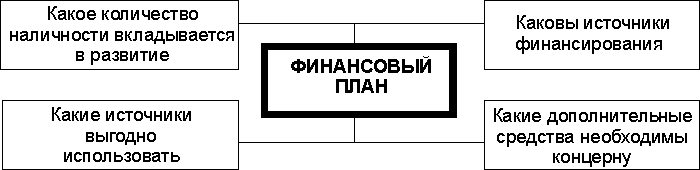 Какое количество
наличности вкладывается
в развитие
Каковы источники
финансирования
ФИНАНСОВЫЙ
ПЛАН
Какие источники
выгодно
использовать
Какие дополнительные
средства необходимы
концерну